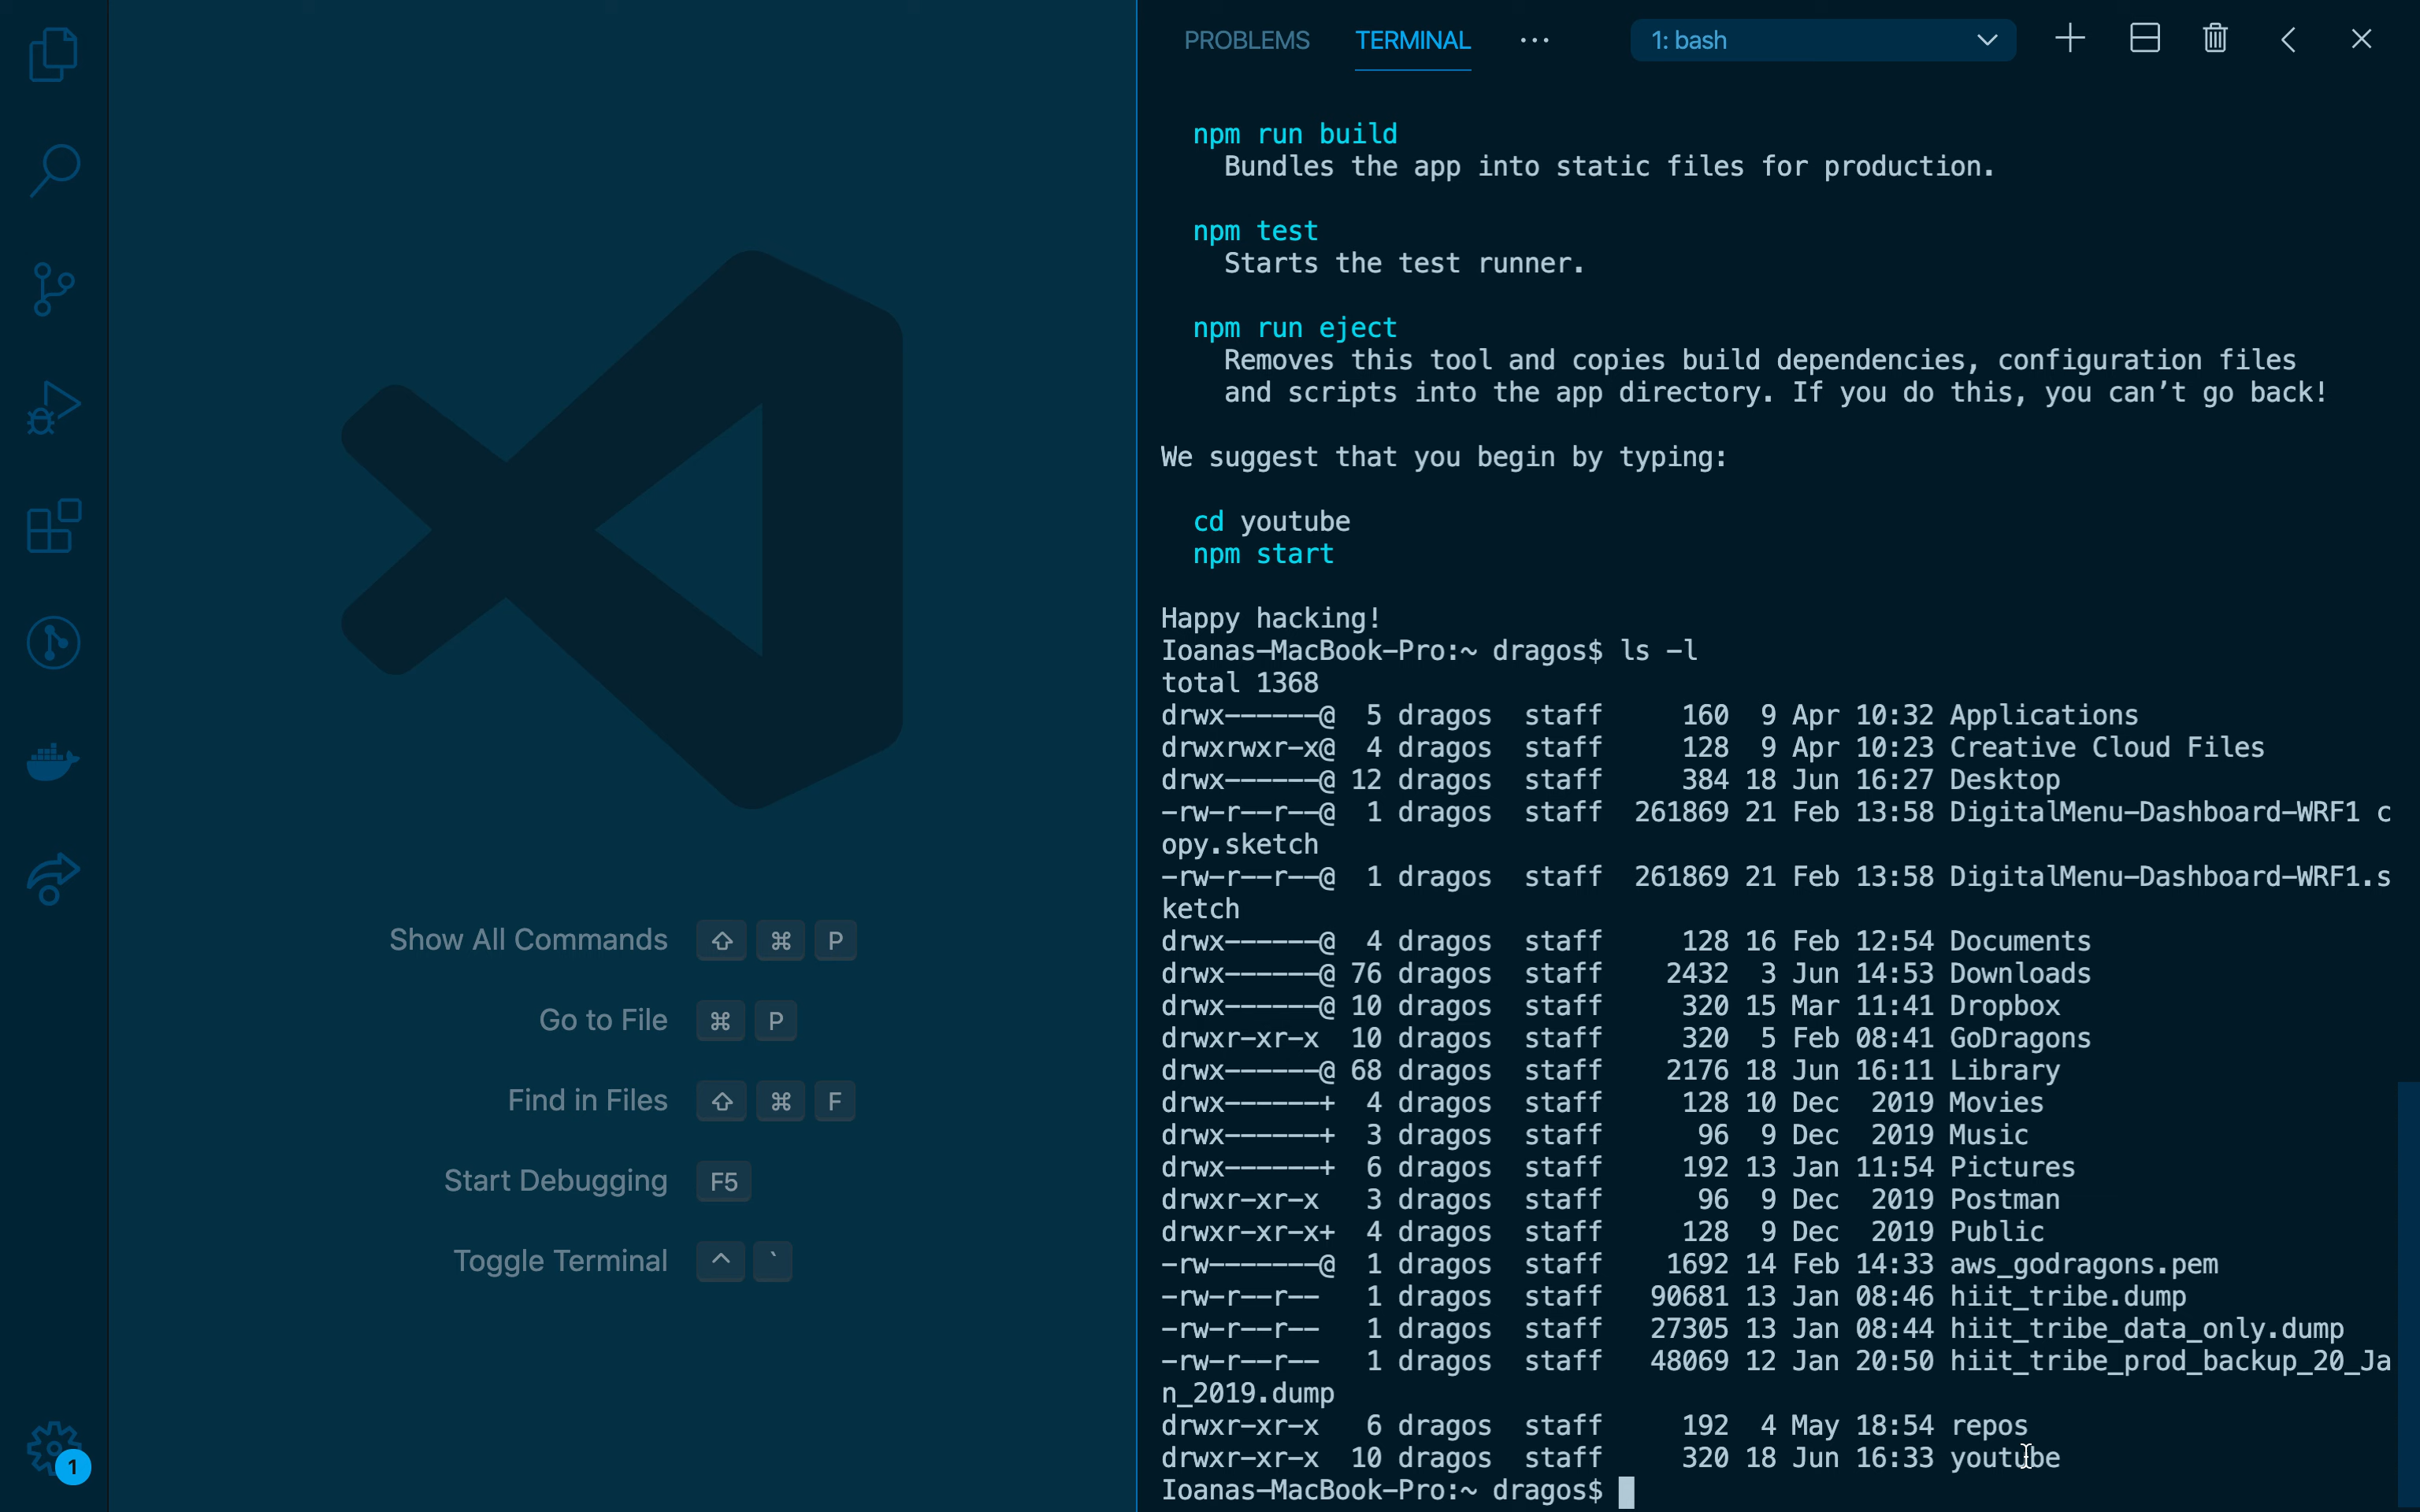 PROBLEMS TERMINAL ··· 1: bash
npm run build
Bundles the app into static files for production.
npm test
Starts the test runner.
npm run eject
Removes this tool and copies build dependencies, configuration files
and scripts into the app directory. If you do this, you can’t go back!
We suggest that you begin by typing:
cd youtube
npm start
Happy hacking!
Ioanas-MacBook-Pro:~ dragos$ ls -l
total 1368
drwx------@ 5 dragos staff 160 9 Apr 10:32 Applications
drwxrwxr-x@ 4 dragos staff 128 9 Apr 10:23 Creative Cloud Files
drwx------@ 12 dragos staff 384 18 Jun 16:27 Desktop
-rw-r--r--@ 1 dragos staff 261869 21 Feb 13:58 DigitalMenu-Dashboard-WRF1 c
opy.sketch
-rw-r--r--@ 1 dragos staff 261869 21 Feb 13:58 DigitalMenu-Dashboard-WRF1.s
ketch
drwx------@ 4 dragos staff 128 16 Feb 12:54 Documents
drwx------@ 76 dragos staff 2432 3 Jun 14:53 Downloads
drwx------@ 10 dragos staff 320 15 Mar 11:41 Dropbox
drwxr-xr-x 10 dragos staff 320 5 Feb 08:41 GoDragons
drwx------@ 68 dragos staff 2176 18 Jun 16:11 Library
drwx------+ 4 dragos staff 128 10 Dec 2019 Movies
drwx------+ 3 dragos staff 96 9 Dec 2019 Music
drwx------+ 6 dragos staff 192 13 Jan 11:54 Pictures
drwxr-xr-x 3 dragos staff 96 9 Dec 2019 Postman
drwxr-xr-x+ 4 dragos staff 128 9 Dec 2019 Public
-rw-------@ 1 dragos staff 1692 14 Feb 14:33 aws_godragons.pem
-rw-r--r-- 1 dragos staff 90681 13 Jan 08:46 hiit_tribe.dump
-rw-r--r-- 1 dragos staff 27305 13 Jan 08:44 hiit_tribe_data_only.dump
-rw-r--r-- 1 dragos staff 48069 12 Jan 20:50 hiit_tribe_prod_backup_20_Ja
n_2019.dump
drwxr-xr-x 6 dragos staff 192 4 May 18:54 repos
drwxr-xr-x 10 dragos staff 320 18 Jun 16:33 youtube
Ioanas-MacBook-Pro:~ dragos$
Show All Commands ⇧ ⌘ P
Go to File ⌘ P
Find in Files ⇧ ⌘ F
Start Debugging F5
Toggle Terminal ^ `
1